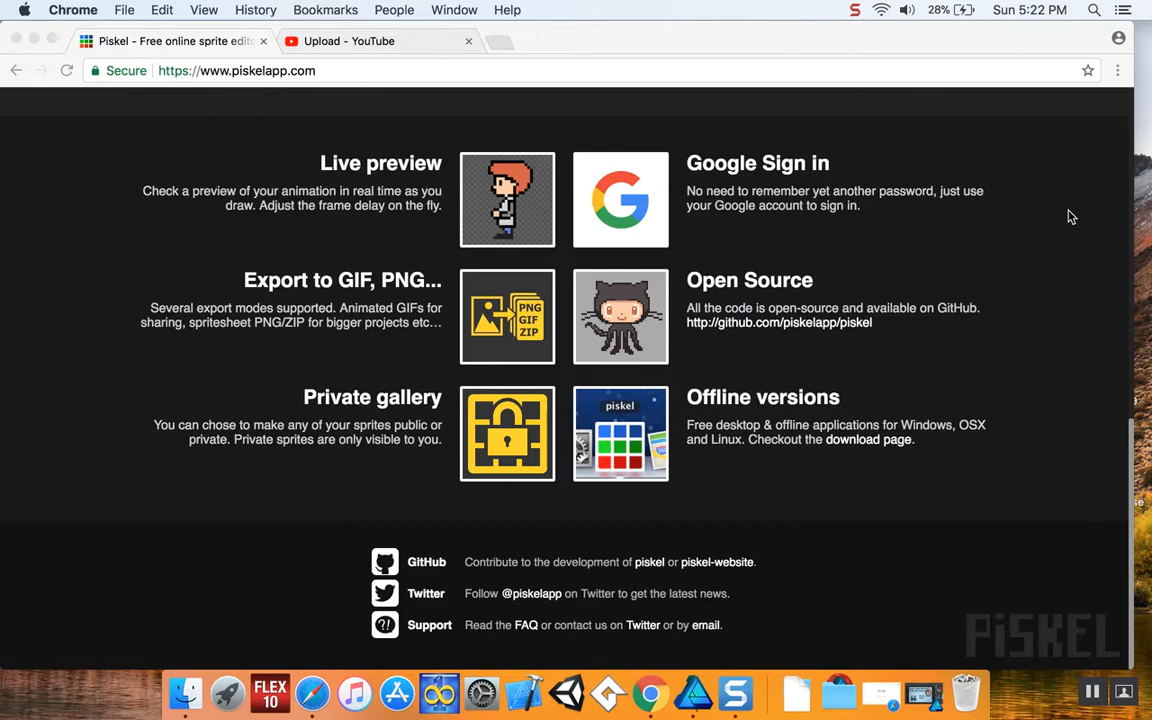 Chrome File Edit View History Bookmarks People Window Help 28% Sun 5:22 PM
Piskel - Free online sprite edito Upload - YouTube
Secure https://www.piskelapp.com
Live preview
Check a preview of your animation in real time as you
draw. Adjust the frame delay on the fly.
Google Sign in
No need to remember yet another password, just use
your Google account to sign in.
Export to GIF, PNG...
Several export modes supported. Animated GIFs for
sharing, spritesheet PNG/ZIP for bigger projects etc...
PNG
GIF
ZIP
Open Source
All the code is open-source and available on GitHub.
http://github.com/piskelapp/piskel
Private gallery
You can chose to make any of your sprites public or
private. Private sprites are only visible to you.
piskel
Offline versions
Free desktop & offline applications for Windows, OSX
and Linux. Checkout the download page.
GitHub Contribute to the development of piskel or piskel-website.
Twitter Follow @piskelapp on Twitter to get the latest news.
?! Support Read the FAQ or contact us on Twitter or by email.
PiSKEL
FLEX
10